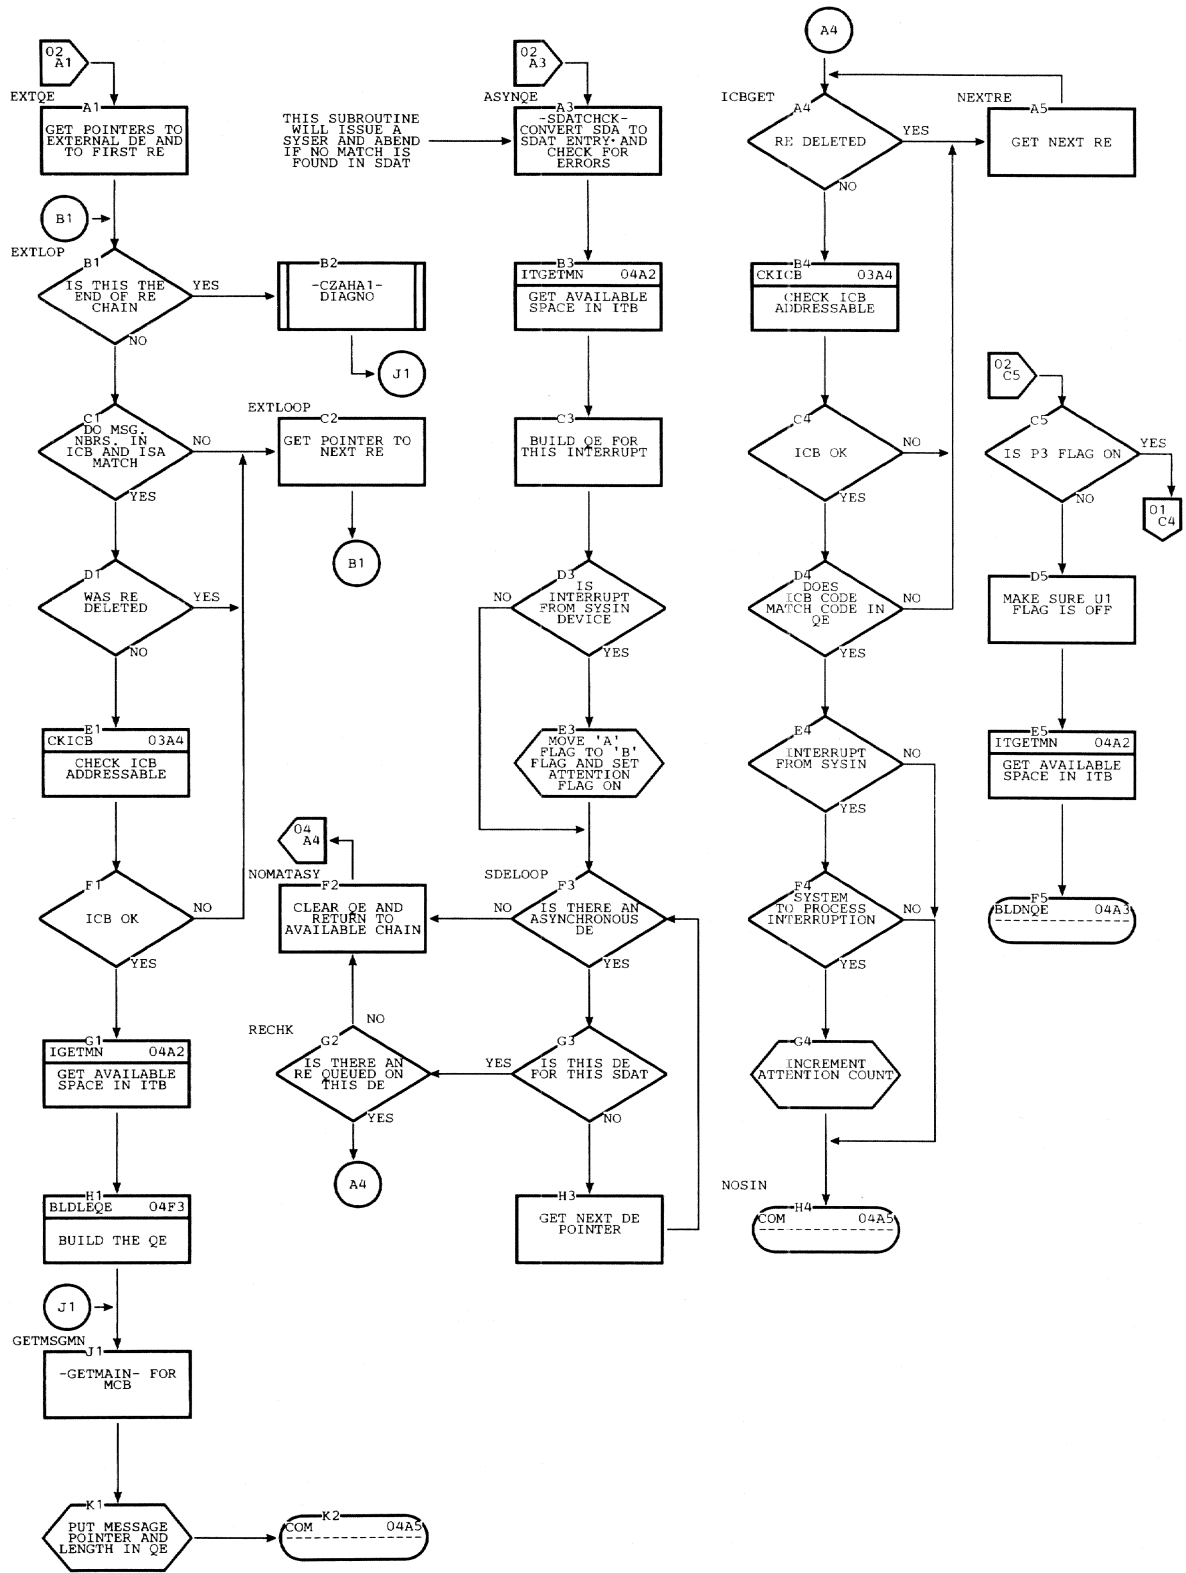 02
A1
EXTQE
A1
GET POINTERS TO
EXTERNAL DE AND
TO FIRST RE
B1
EXTLOP
B1
IS THIS THE
END OF RE
CHAIN
YES
NO
B2
-CZAHA1-
DIAGNO
J1
C1
DO MSG.
NBRS. IN
ICB AND ISA
MATCH
NO
YES
EXTLOOP
C2
GET POINTER TO
NEXT RE
B1
D1
WAS RE
DELETED
YES
NO
E1
CKICB 03A4
CHECK ICB
ADDRESSABLE
F1
ICB OK
NO
YES
G1
IGETMN 04A2
GET AVAILABLE
SPACE IN ITB
H1
BLDLEQE 04F3
BUILD THE QE
J1
GETMSGMN
J1
-GETMAIN- FOR
MCB
K1
PUT MESSAGE
POINTER AND
LENGTH IN QE
K2
COM 04A5
THIS SUBROUTINE
WILL ISSUE A
SYSER AND ABEND
IF NO MATCH IS
FOUND IN SDAT
02
A3
ASYNQE
A3
-SDATCHCK-
CONVERT SDA TO
SDAT ENTRY·AND
CHECK FOR
ERRORS
B3
ITGETMN 04A2
GET AVAILABLE
SPACE IN ITB
C3
BUILD QE FOR
THIS INTERRUPT
D3
IS
INTERRUPT
FROM SYSIN
DEVICE
NO
YES
E3
MOVE 'A'
FLAG TO 'B'
FLAG AND SET
ATTENTION
FLAG ON
04
A4
NOMATASY
F2
CLEAR QE AND
RETURN TO
AVAILABLE CHAIN
SDELOOP
F3
IS THERE AN
ASYNCHRONOUS
DE
NO
YES
RECHK
G2
IS THERE AN
RE QUEUED ON
THIS DE
NO
YES
A4
G3
IS THIS DE
FOR THIS SDAT
YES
NO
H3
GET NEXT DE
POINTER
A4
ICBGET
A4
RE DELETED
YES
NO
NEXTRE
A5
GET NEXT RE
B4
CKICB 03A4
CHECK ICB
ADDRESSABLE
C4
ICB OK
NO
YES
D4
DOES
ICB CODE
MATCH CODE IN
QE
NO
YES
E4
INTERRUPT
FROM SYSIN
NO
YES
F4
SYSTEM
TO PROCESS
INTERRUPTION
NO
YES
G4
INCREMENT
ATTENTION COUNT
NOSIN
H4
COM 04A5
02
C5
C5
IS P3 FLAG ON
YES
NO
01
C4
D5
MAKE SURE U1
FLAG IS OFF
E5
ITGETMN 04A2
GET AVAILABLE
SPACE IN ITB
F5
BLDNQE 04A3